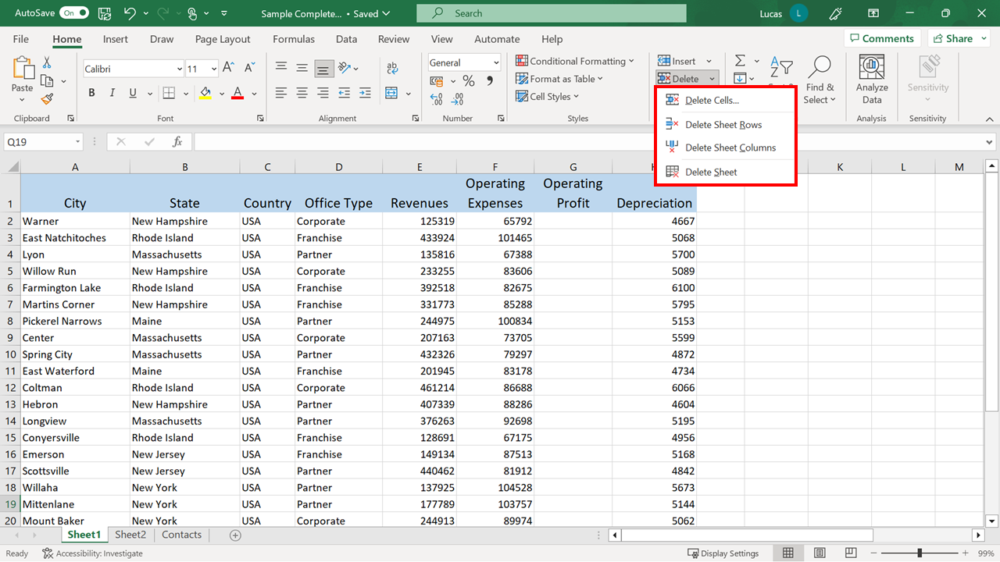 AutoSave On Sample Complete... • Saved Search Lucas L
File Home Insert Draw Page Layout Formulas Data Review View Automate Help Comments Share
Calibri 11 General Conditional Formatting Insert
Paste B I U Format as Table Delete Find & Select Analyze Data Sensitivity
Cell Styles
Clipboard Font Alignment Number Styles Analysis Sensitivity
Delete Cells...
Delete Sheet Rows
Delete Sheet Columns
Delete Sheet
Q19 fx
A B C D E F G H K L M
1 City State Country Office Type Revenues Operating Expenses Operating Profit Depreciation
2 Warner New Hampshire USA Corporate 125319 65792 4667
3 East Natchitoches Rhode Island USA Franchise 433924 101465 5068
4 Lyon Massachusetts USA Partner 135816 67388 5700
5 Willow Run New Hampshire USA Corporate 233255 83606 5089
6 Farmington Lake Rhode Island USA Franchise 392518 82675 6100
7 Martins Corner New Hampshire USA Franchise 331773 85288 5795
8 Pickerel Narrows Maine USA Partner 244975 100834 5153
9 Center Massachusetts USA Corporate 207163 73705 5599
10 Spring City Massachusetts USA Partner 432326 79297 4872
11 East Waterford Maine USA Franchise 201945 83178 4734
12 Coltman Rhode Island USA Corporate 461214 86688 6066
13 Hebron New Hampshire USA Partner 407339 88286 4604
14 Longview Massachusetts USA Partner 376263 92698 5195
15 Conyersville Rhode Island USA Franchise 128691 67175 4956
16 Emerson New Jersey USA Franchise 149134 87513 5168
17 Scottsville New Jersey USA Partner 440462 81912 4842
18 Willaha New York USA Partner 137925 104528 5673
19 Mittenlane New York USA Partner 177789 103757 5144
20 Mount Baker New York USA Corporate 244913 89974 5062
Sheet1 Sheet2 Contacts
Ready Accessibility: Investigate Display Settings 99%